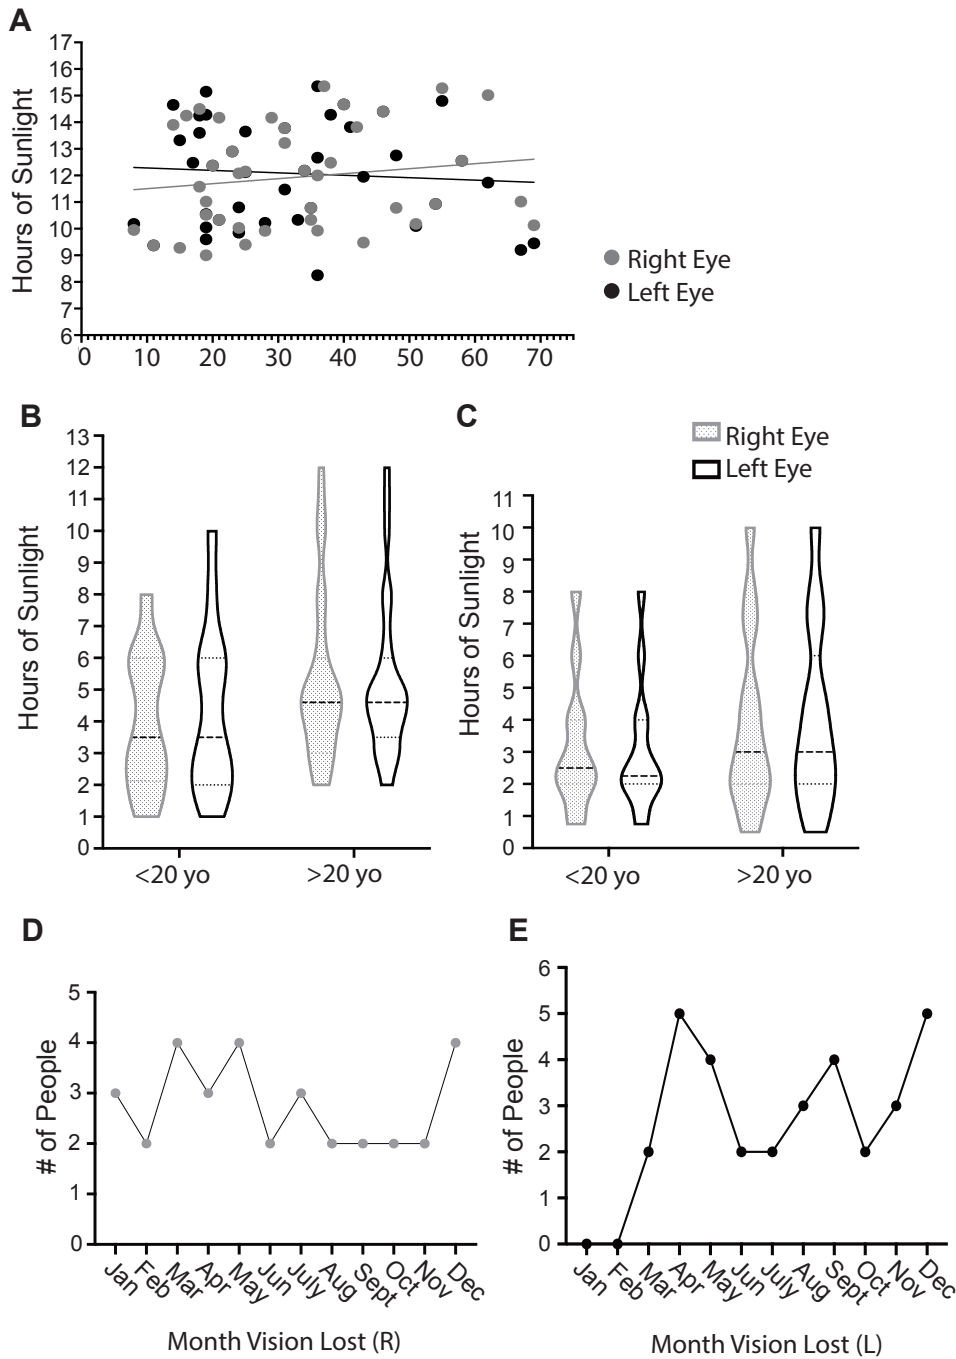 A
17
16
15
14
13
12
11
10
9
8
7
6
Hours of Sunlight
0 10 20 30 40 50 60 70
Right Eye
Left Eye
B
13
12
11
10
9
8
7
6
5
4
3
2
1
0
Hours of Sunlight
<20 yo >20 yo
C
Right Eye
Left Eye
11
10
9
8
7
6
5
4
3
2
1
0
Hours of Sunlight
<20 yo >20 yo
D
5
4
3
2
1
0
# of People
Jan Feb Mar Apr May Jun July Aug Sept Oct Nov Dec
Month Vision Lost (R)
E
6
5
4
3
2
1
0
# of People
Jan Feb Mar Apr May Jun July Aug Sept Oct Nov Dec
Month Vision Lost (L)